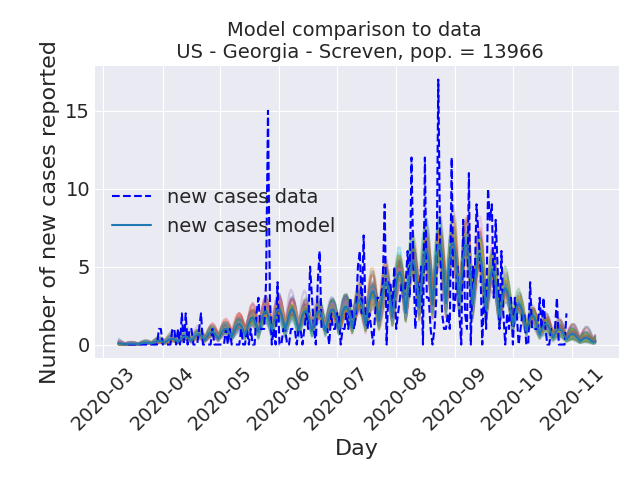 Model comparison to data
US - Georgia - Screven, pop. = 13966
Number of new cases reported
15
10
5
0
new cases data
new cases model
2020-03
2020-04
2020-05
2020-06
2020-07
2020-08
2020-09
2020-10
2020-11
Day